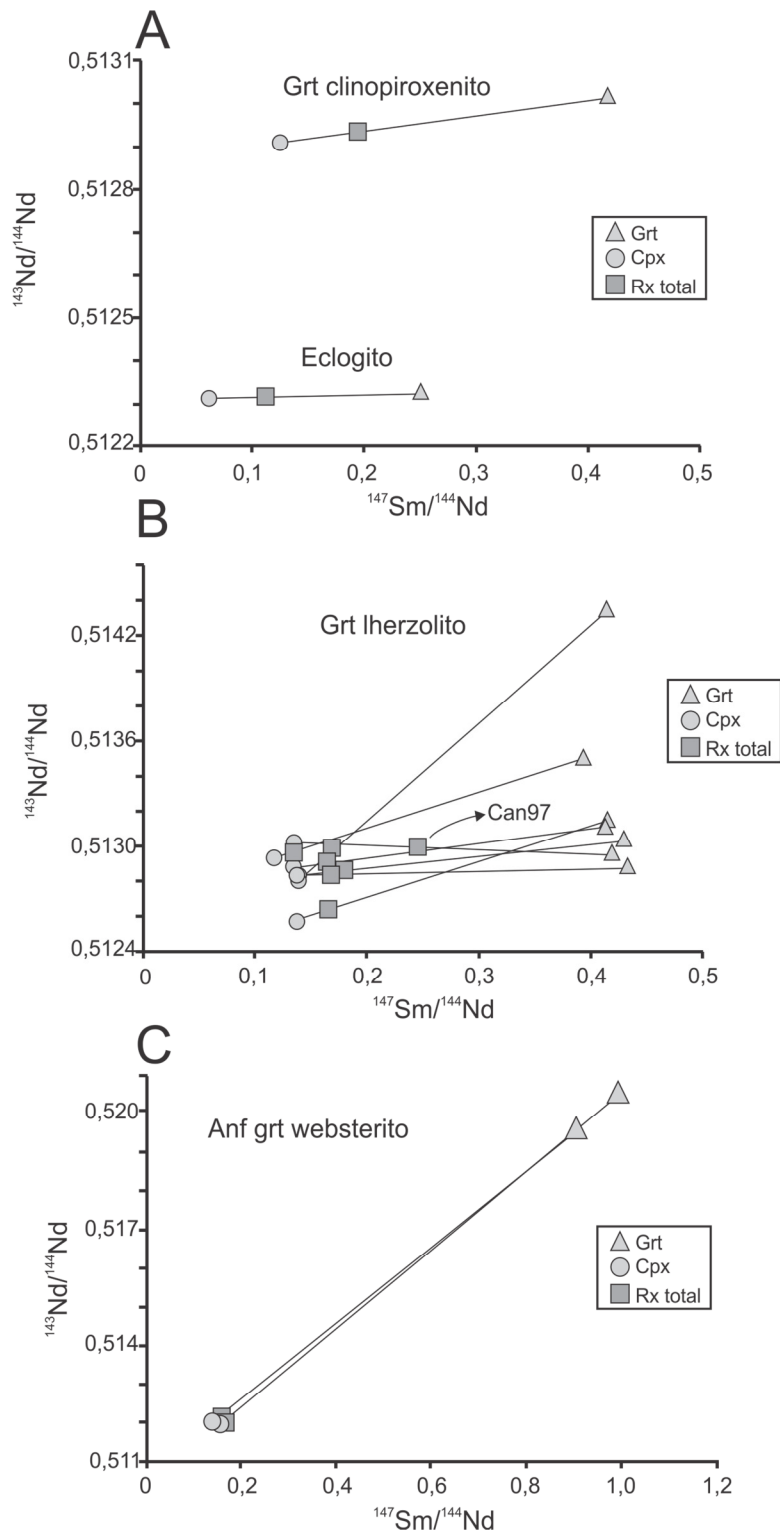 A
0,5131
0,5128
0,5125
0,5122
143Nd/144Nd
Grt clinopiroxenito
Eclogito
Grt
Cpx
Rx total
0 0,1 0,2 0,3 0,4 0,5
147Sm/144Nd
B
0,5142
0,5136
0,5130
0,5124
143Nd/144Nd
Grt lherzolito
Can97
Grt
Cpx
Rx total
0 0,1 0,2 0,3 0,4 0,5
147Sm/144Nd
C
0,520
0,517
0,514
0,511
143Nd/144Nd
Anf grt websterito
Grt
Cpx
Rx total
0 0,2 0,4 0,6 0,8 1,0 1,2
147Sm/144Nd